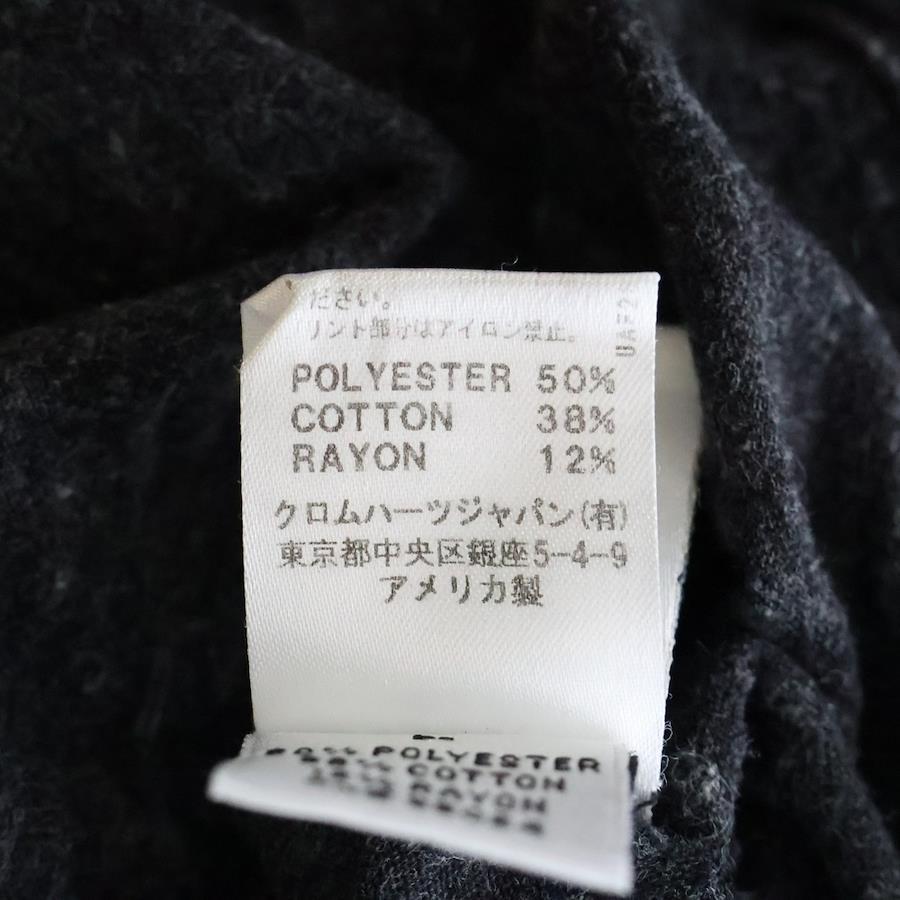 ださい。
リント部分はアイロン禁止。
POLYESTER 50%
COTTON 38%
RAYON 12%
クロムハーツジャパン(有)
東京都中央区銀座5-4-9
アメリカ製
POLYESTER
COTTON
RAYON